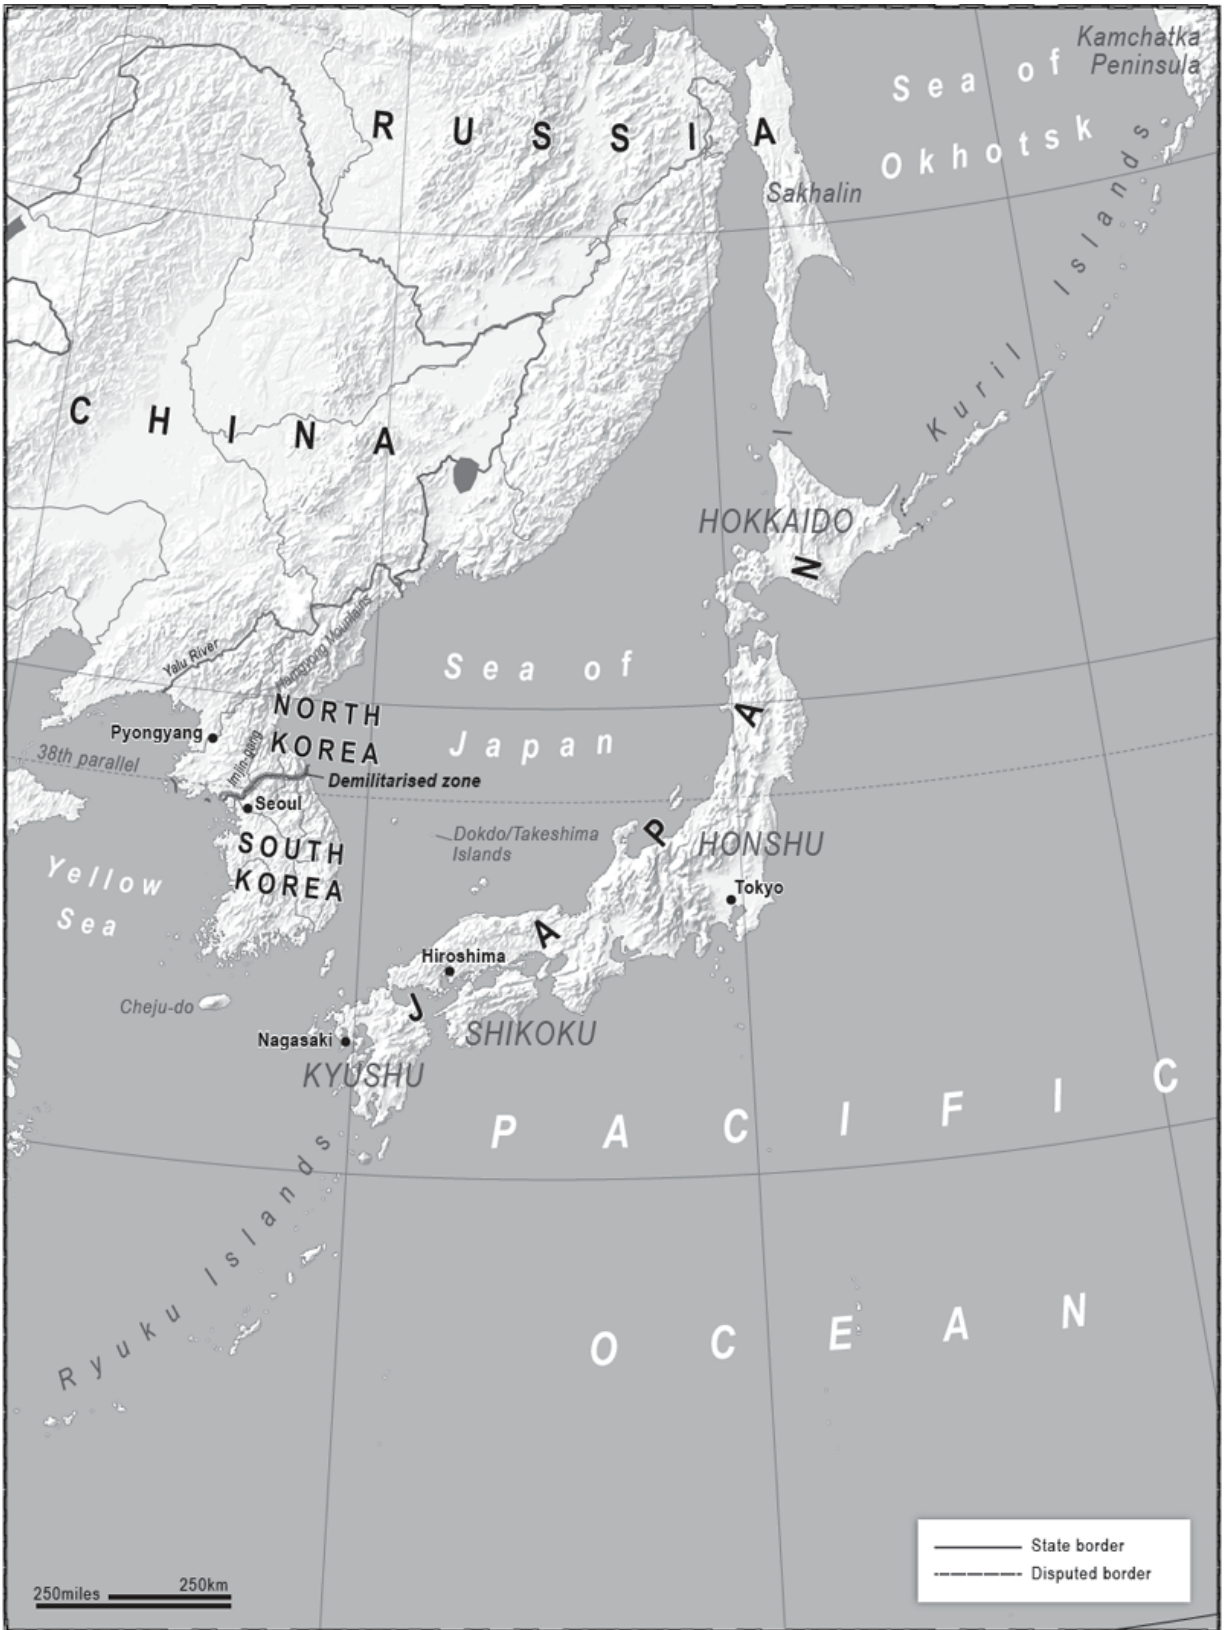 Kamchatka
Peninsula
Sea of
Okhotsk
RUSSIA
Sakhalin
Kuril Islands
CHINA
HOKKAIDO
Yalu River
Hamgyong Mountains
Sea of
Japan
NORTH
KOREA
Pyongyang
Imjin-gang
38th parallel
Demilitarised zone
Seoul
SOUTH
KOREA
Dokdo/Takeshima
Islands
HONSHU
Tokyo
Yellow
Sea
JAPAN
Hiroshima
Cheju-do
SHIKOKU
Nagasaki
KYUSHU
PACIFIC
OCEAN
Ryuku Islands
State border
Disputed border
250km
250miles